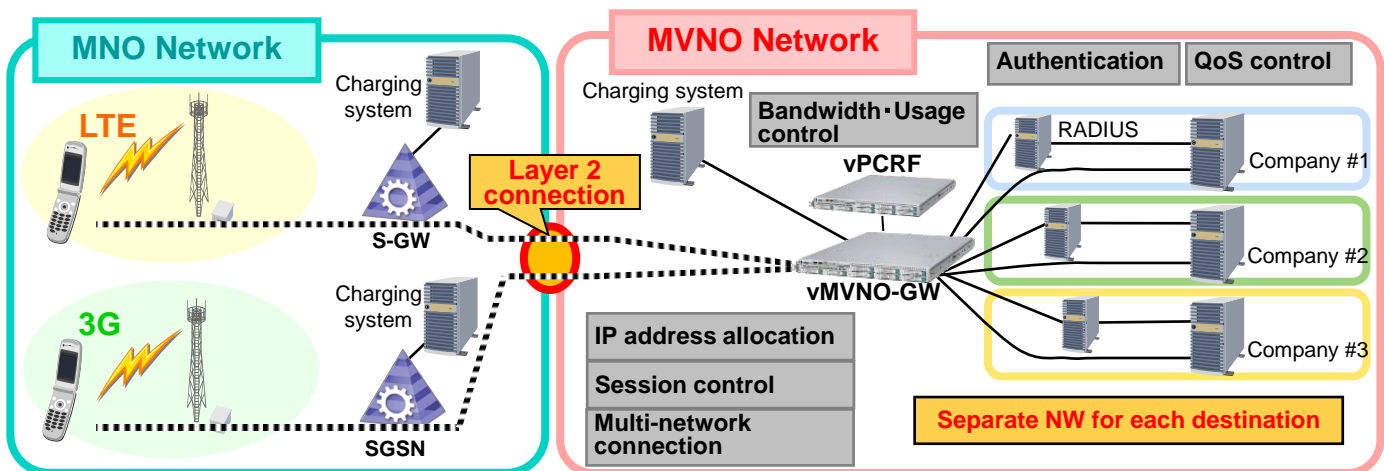 MNO Network
Charging
system
LTE
S-GW
Layer 2
connection
Charging
system
3G
SGSN
MVNO Network
Charging system
Bandwidth・Usage
control
vPCRF
vMVNO-GW
IP address allocation
Session control
Multi-network
connection
Authentication
QoS control
RADIUS
Company #1
Company #2
Company #3
Separate NW for each destination